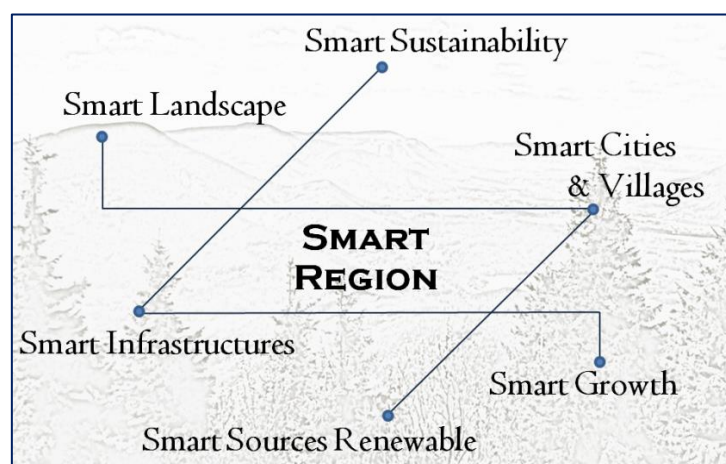 Smart Sustainability
Smart Landscape
Smart Cities
& Villages
SMART
REGION
Smart Infrastructures
Smart Growth
Smart Sources Renewable